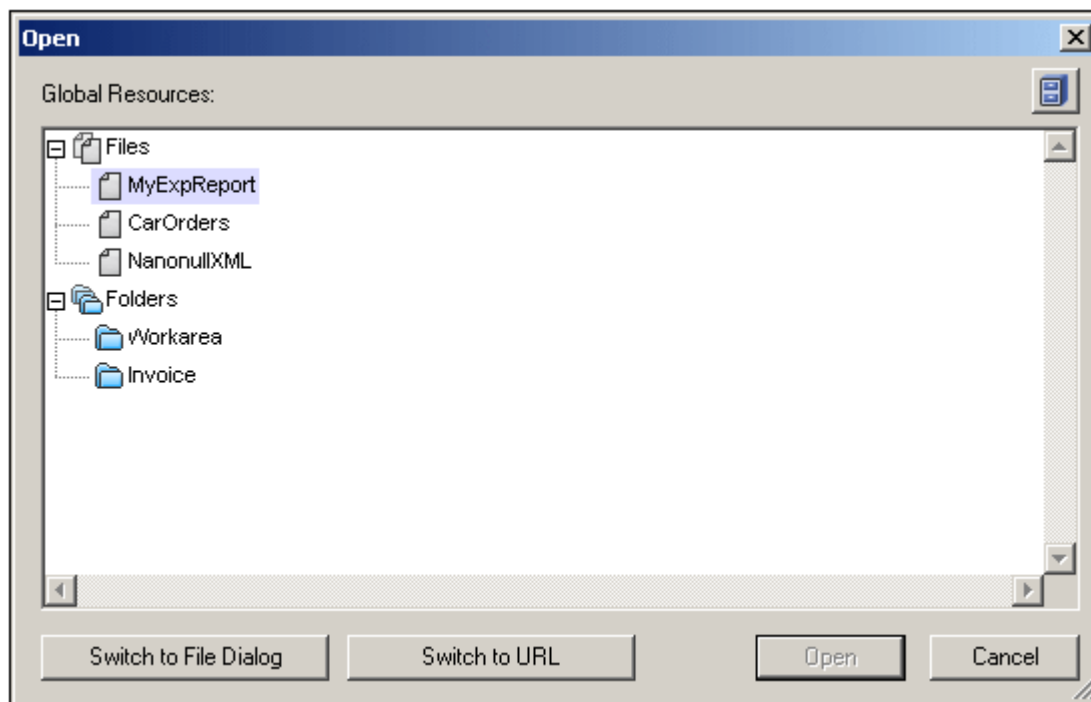 Open
Global Resources:
Files
MyExpReport
CarOrders
NanonullXML
Folders
Workarea
Invoice
Switch to File Dialog Switch to URL Open Cancel